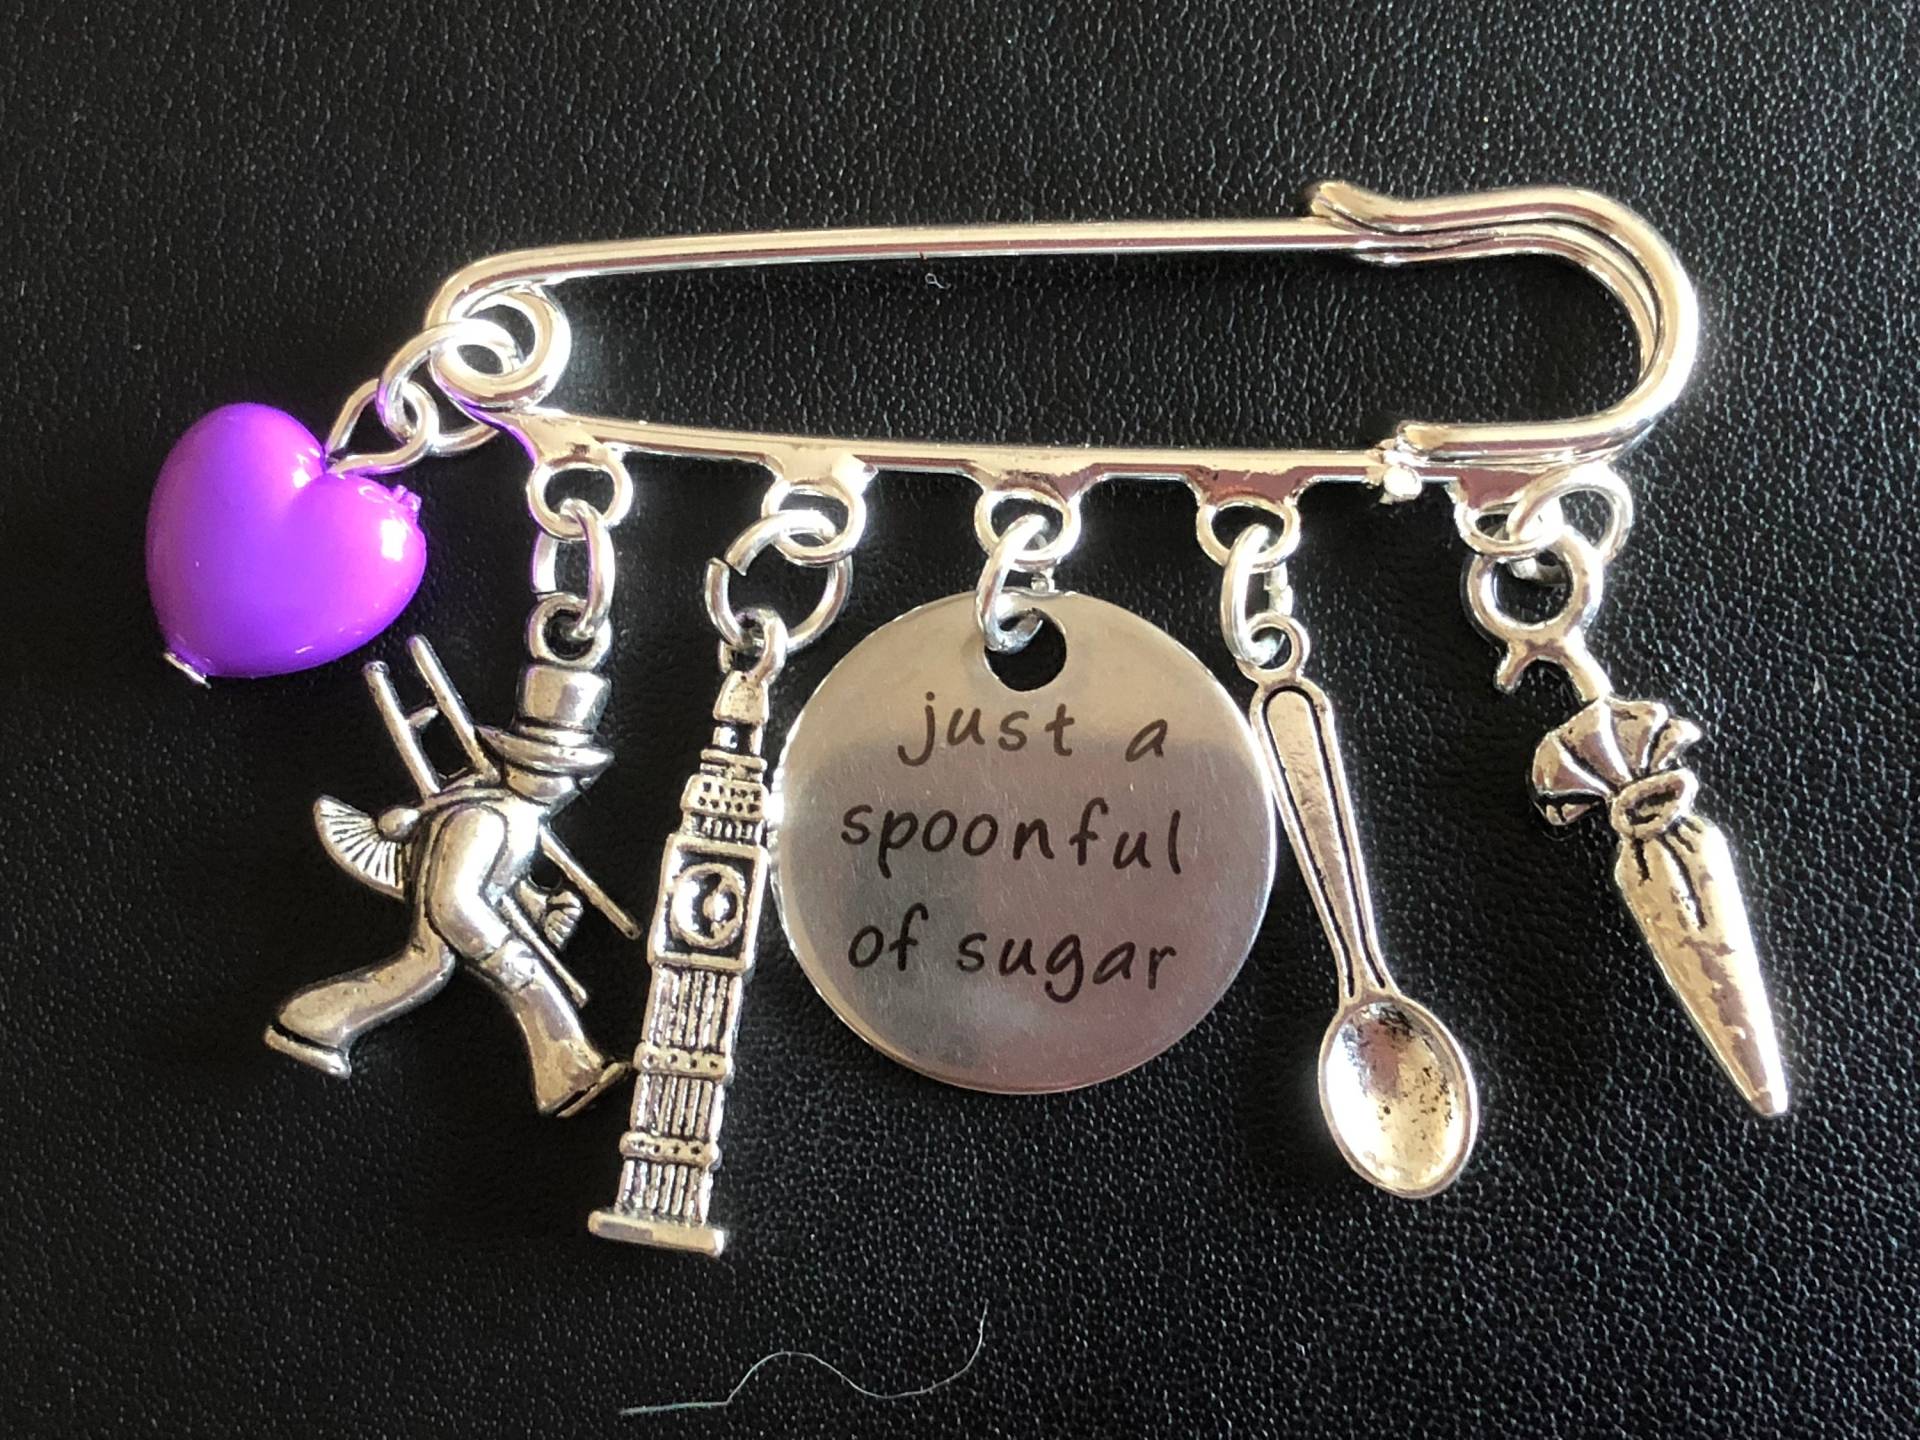 just a
spoonful
of sugar